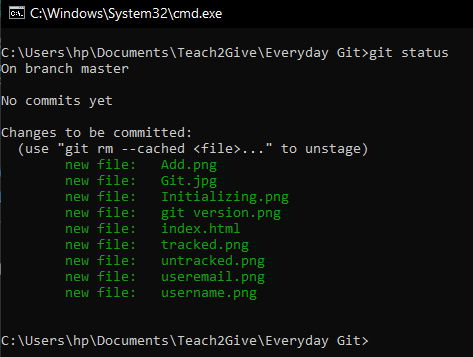 C:\Windows\System32\cmd.exe
C:\Users\hp\Documents\Teach2Give\Everyday Git>git status
On branch master
No commits yet
Changes to be committed:
  (use "git rm --cached <file>..." to unstage)
        new file:   Add.png
        new file:   Git.jpg
        new file:   Initializing.png
        new file:   git version.png
        new file:   index.html
        new file:   tracked.png
        new file:   untracked.png
        new file:   useremail.png
        new file:   username.png
C:\Users\hp\Documents\Teach2Give\Everyday Git>